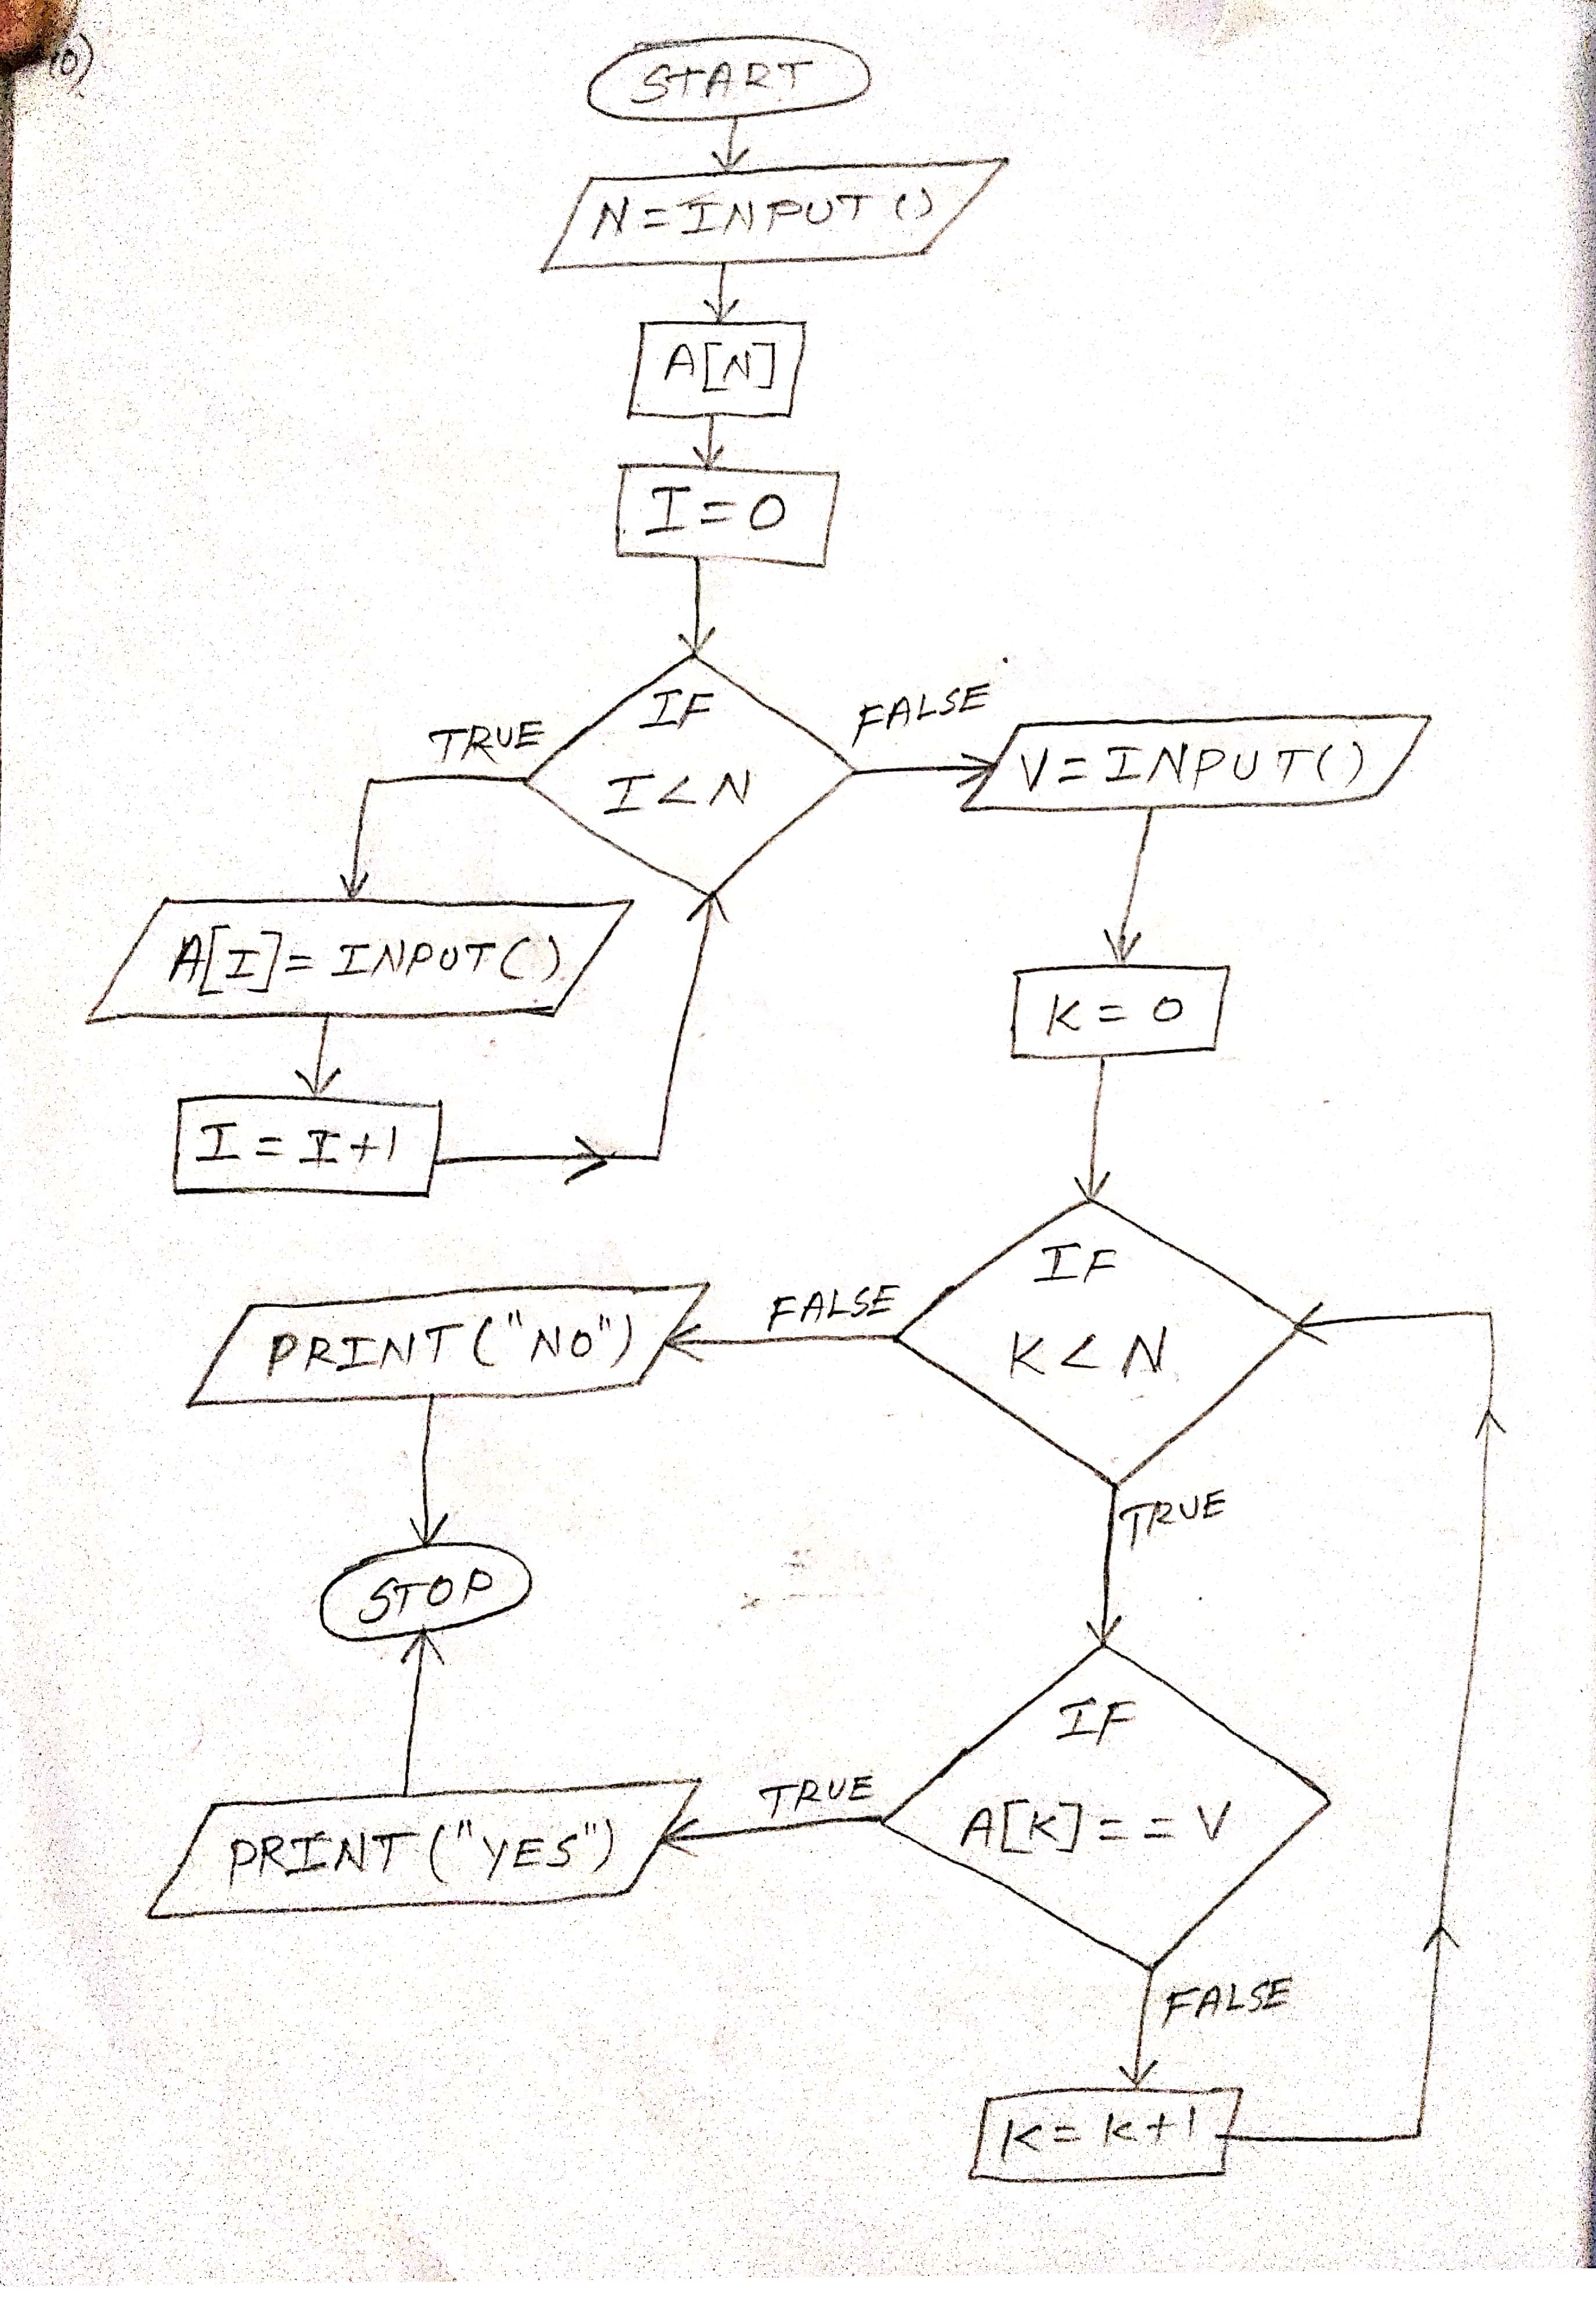 START
N=INPUT()
A[N]
I=0
IF
I<N
TRUE
FALSE
V=INPUT()
A[I]=INPUT()
I=I+1
K=0
IF
K<N
FALSE
PRINT("NO")
TRUE
STOP
IF
A[K]==V
TRUE
PRINT("YES")
FALSE
K=K+1